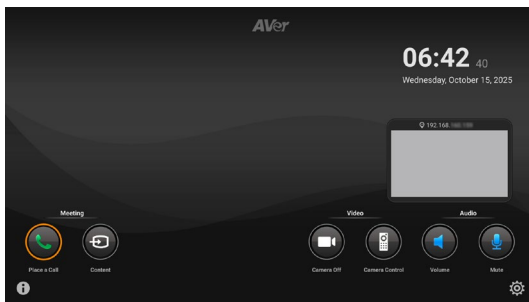 AVer
06:42 40
Wednesday, October 15, 2025
192.168.
Meeting
Video
Audio
Place a Call
Content
Camera Off
Camera Control
Volume
Mute